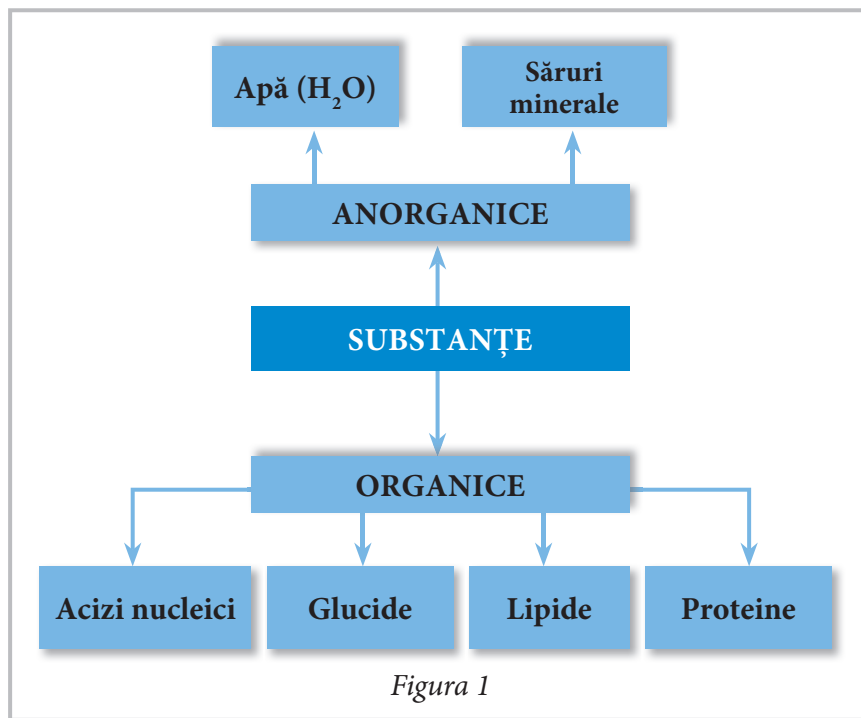 Apă (H₂O)
Săruri
minerale
ANORGANICE
SUBSTANȚE
ORGANICE
Acizi nucleici
Glucide
Lipide
Proteine
Figura 1